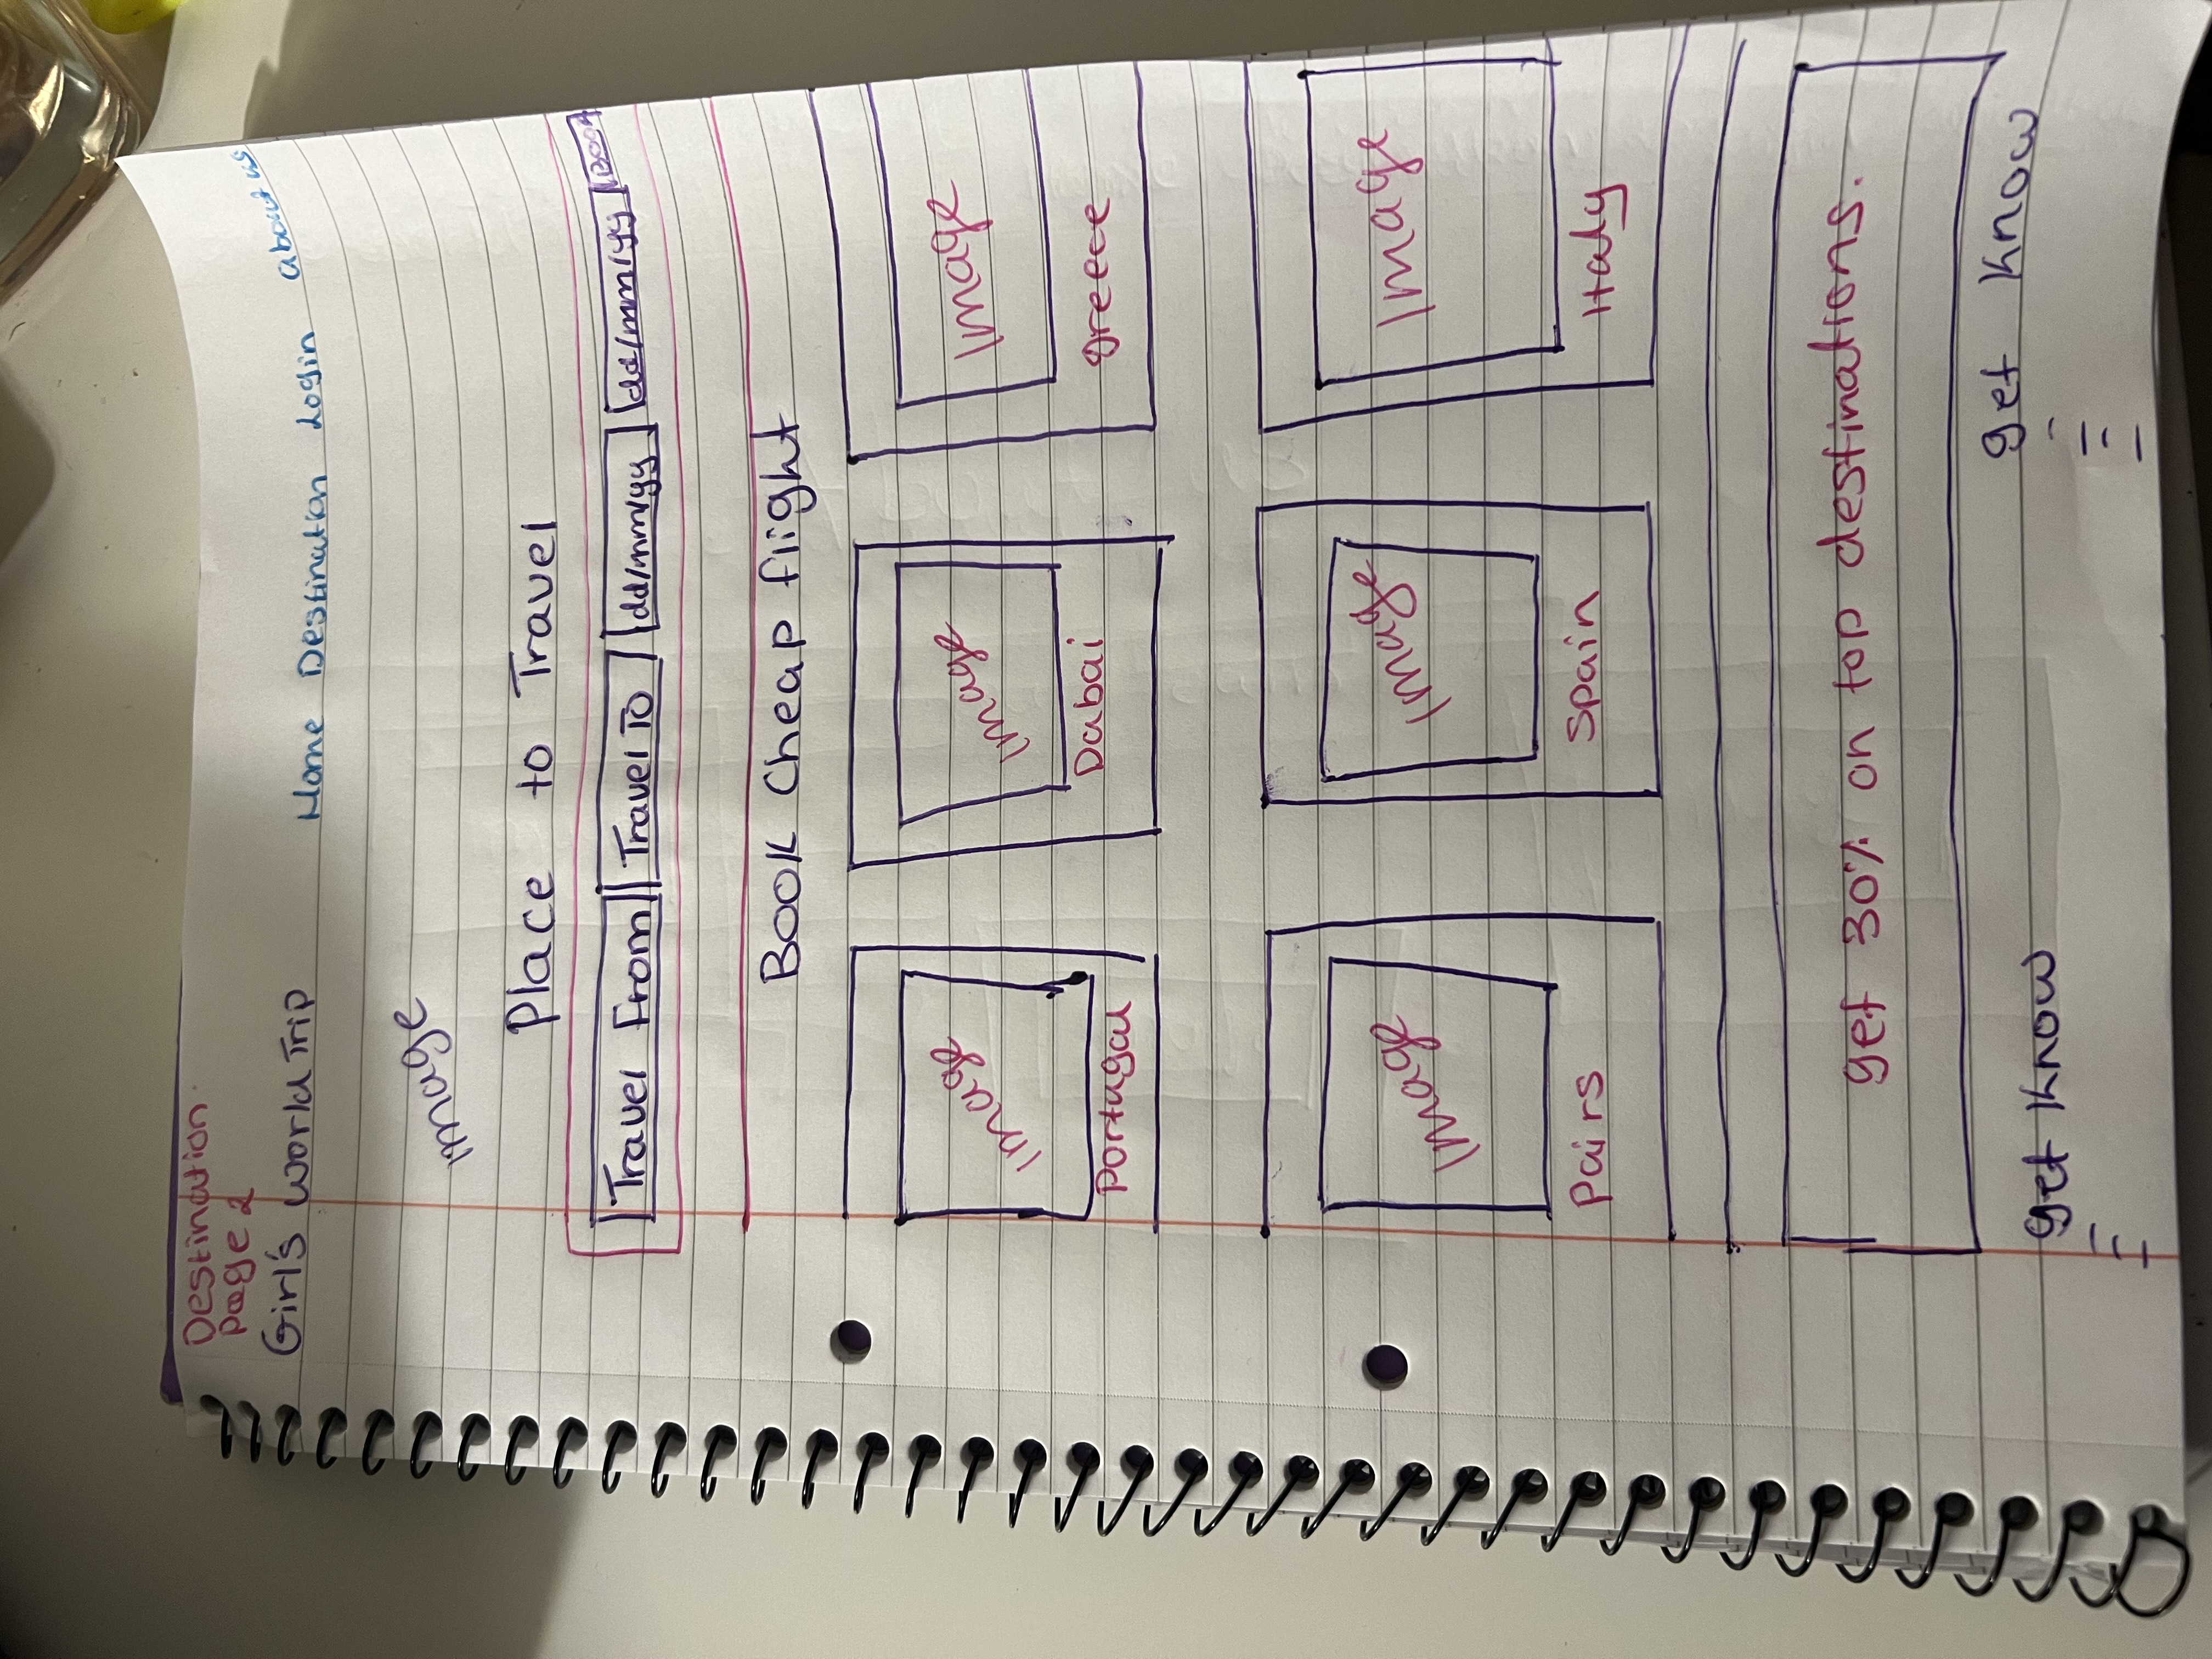 Destination
Page 2
Girl's World Trip
Home Destination Login about us
image
Place to Travel
Travel From Travel To dd/mm/yy dd/mm/yy Book
Book Cheap flight
image image image
Portugal Dabai Greece
image image image
Pairs Spain Italy
get 30% on top destinations.
get know get know